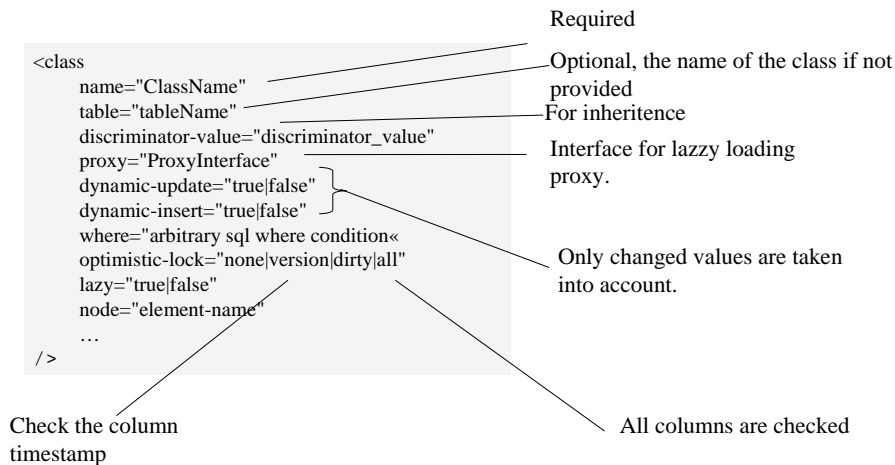 Required
<class
name="ClassName"
Optional, the name of the class if not
provided
table="tableName"
For inheritence
discriminator-value="discriminator_value"
proxy="ProxyInterface"
Interface for lazzy loading
proxy.
dynamic-update="true|false"
dynamic-insert="true|false"
where="arbitrary sql where condition«
optimistic-lock="none|version|dirty|all"
Only changed values are taken
into account.
lazy="true|false"
node="element-name"
…
/>
Check the column
timestamp
All columns are checked